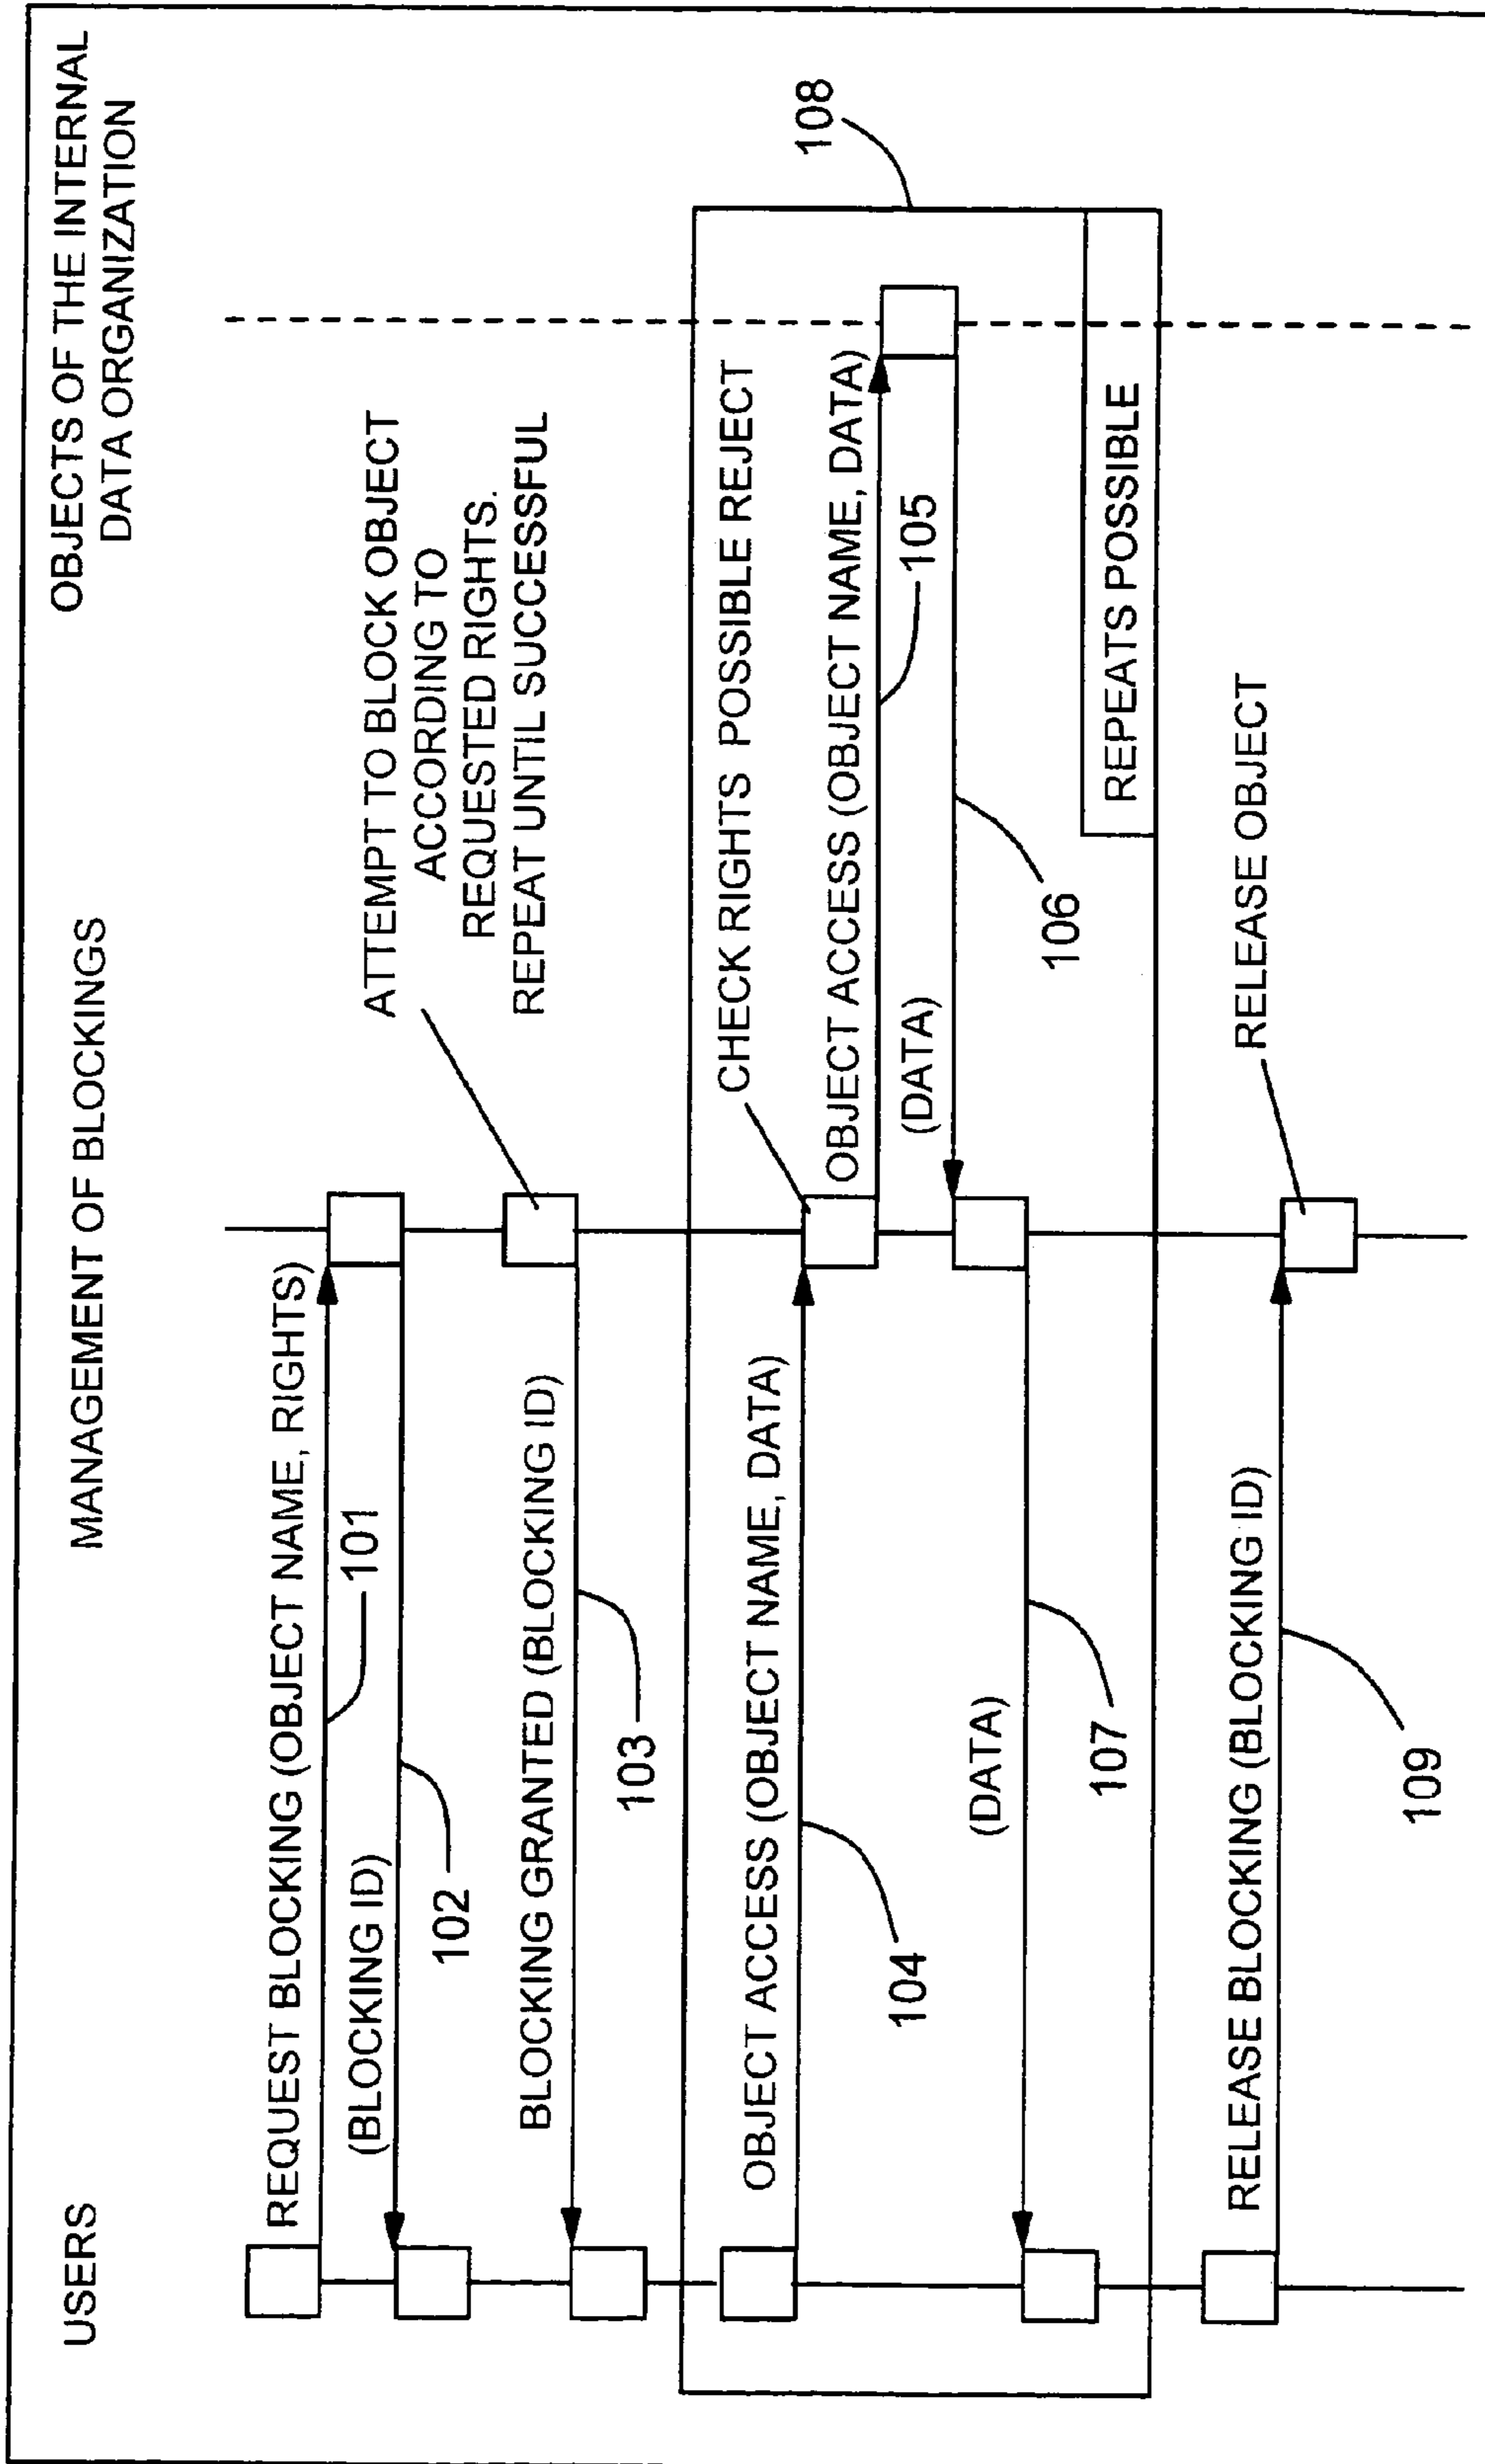 USERS
MANAGEMENT OF BLOCKINGS
OBJECTS OF THE INTERNAL
DATA ORGANIZATION
REQUEST BLOCKING (OBJECT NAME, RIGHTS)
101
(BLOCKING ID)
102
ATTEMPT TO BLOCK OBJECT
ACCORDING TO
REQUESTED RIGHTS.
REPEAT UNTIL SUCCESSFUL
BLOCKING GRANTED (BLOCKING ID)
103
108
CHECK RIGHTS POSSIBLE REJECT
OBJECT ACCESS (OBJECT NAME, DATA)
104
OBJECT ACCESS (OBJECT NAME, DATA)
105
(DATA)
106
(DATA)
107
REPEATS POSSIBLE
RELEASE BLOCKING (BLOCKING ID)
109
RELEASE OBJECT